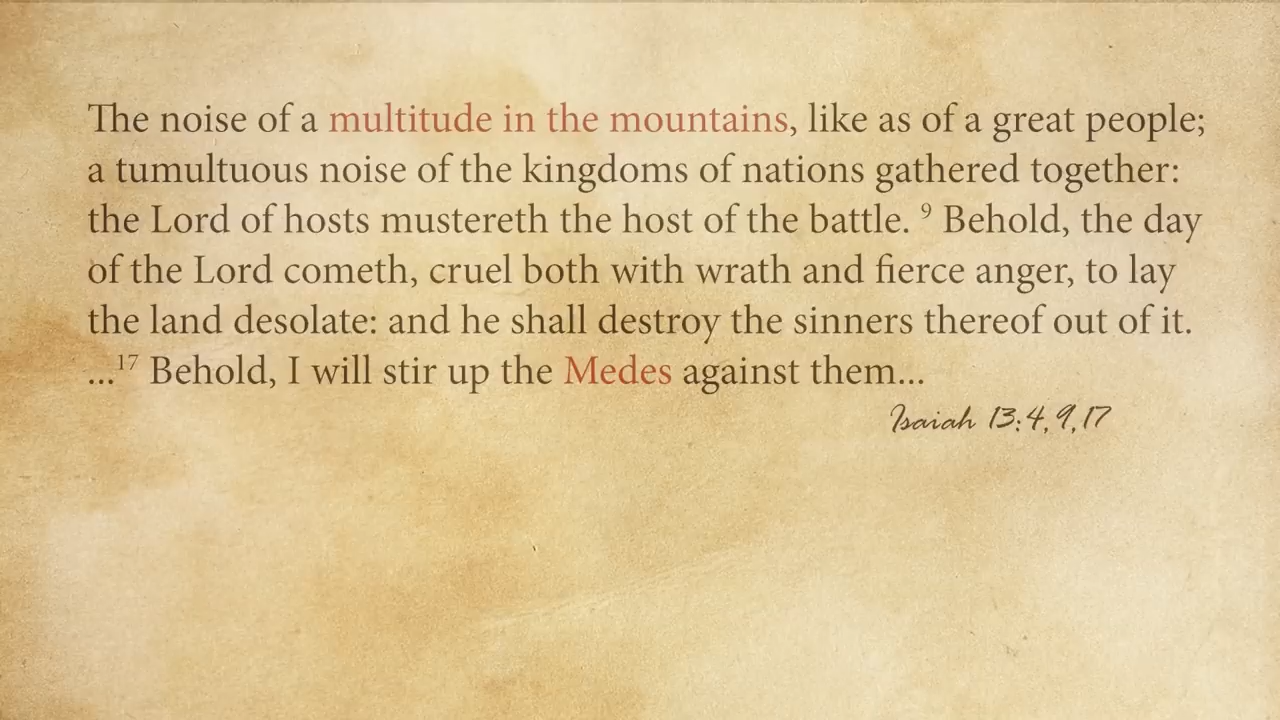 The noise of a multitude in the mountains, like as of a great people;
a tumultuous noise of the kingdoms of nations gathered together:
the Lord of hosts mustereth the host of the battle. ⁹ Behold, the day
of the Lord cometh, cruel both with wrath and fierce anger, to lay
the land desolate: and he shall destroy the sinners thereof out of it.
...¹⁷ Behold, I will stir up the Medes against them...
Isaiah 13:4,9,17